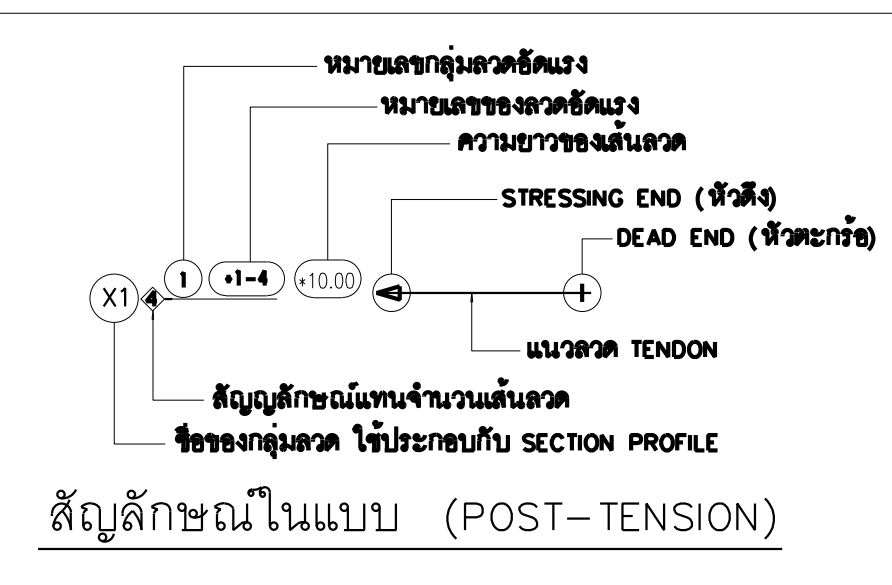 หมายเลขกลุ่มลวดอัดแรง
หมายเลขของลวดอัดแรง
ความยาวของเส้นลวด
STRESSING END (หัวดึง)
DEAD END (หัวตะกร้อ)
X1 4 1 *1-4 *10.00
แนวลวด TENDON
สัญญลักษณ์แทนจำนวนเส้นลวด
ชื่อของกลุ่มลวด ใช้ประกอบกับ SECTION PROFILE
สัญลักษณ์ในแบบ (POST-TENSION)